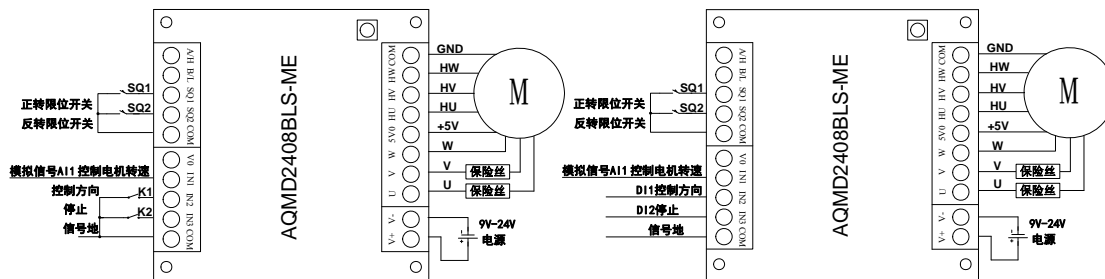 AQMD2408BLS-ME
A/H
B/L
SQ1
SQ2
COM
V0
IN1
IN2
IN3
COM
SQ1
正转限位开关
SQ2
反转限位开关
模拟信号AI1 控制电机转速
控制方向
K1
停止
K2
信号地
COM
HW
HV
HU
5V0
W
V
U
V-
V+
GND
HW
HV
HU
+5V
W
V
保险丝
U
保险丝
M
9V-24V
电源
AQMD2408BLS-ME
A/H
B/L
SQ1
SQ2
COM
V0
IN1
IN2
IN3
COM
SQ1
正转限位开关
SQ2
反转限位开关
模拟信号AI1 控制电机转速
DI1控制方向
DI2停止
信号地
COM
HW
HV
HU
5V0
W
V
U
V-
V+
GND
HW
HV
HU
+5V
W
V
保险丝
U
保险丝
M
9V-24V
电源